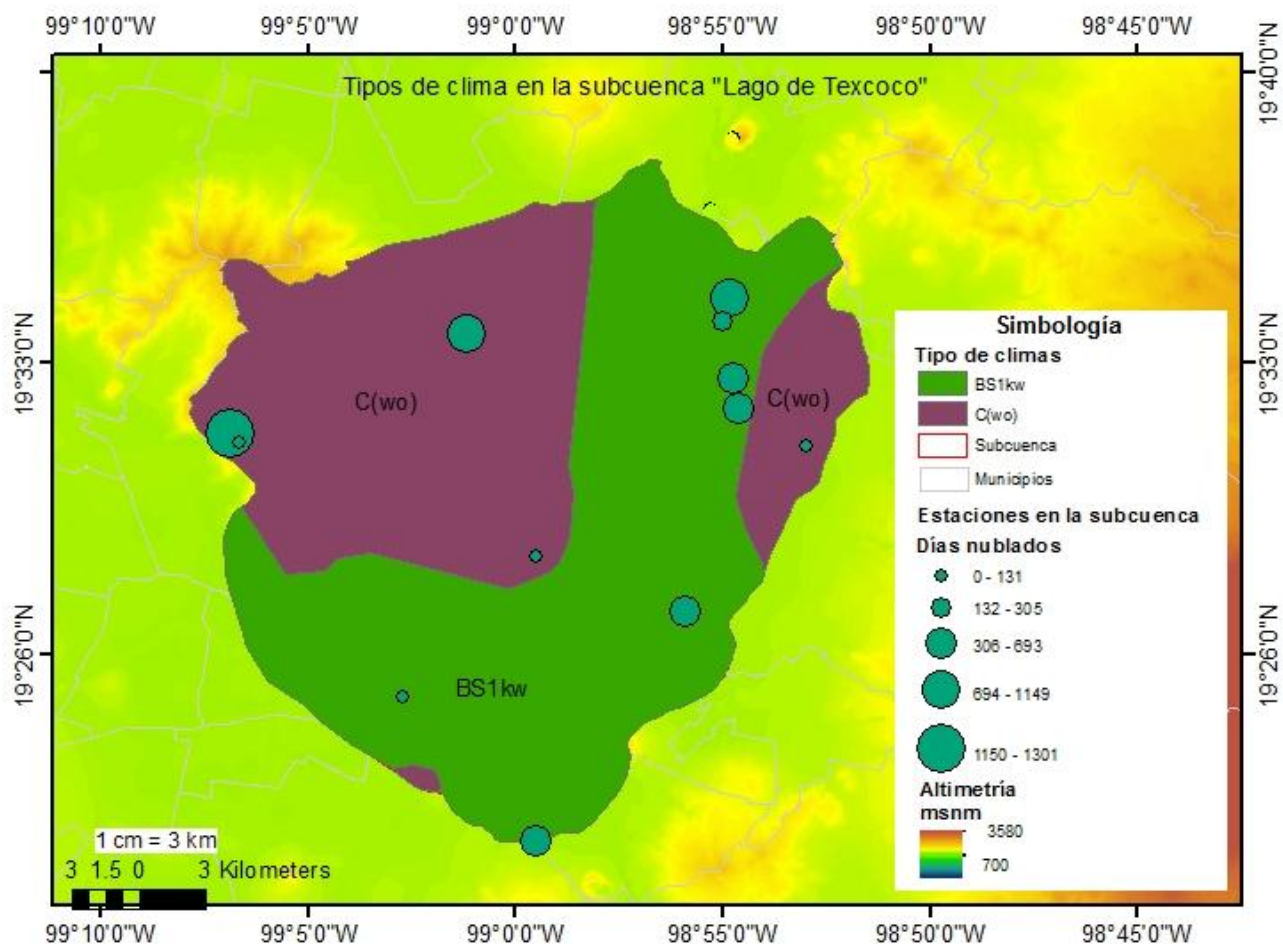 99°10'0"W 99°5'0"W 99°0'0"W 98°55'0"W 98°50'0"W 98°45'0"W
Tipos de clima en la subcuenca "Lago de Texcoco"
19°40'0"N
19°33'0"N
19°33'0"N
19°26'0"N
19°26'0"N
C(wo)
C(wo)
BS1kw
Simbología
Tipo de climas
BS1kw
C(wo)
Subcuenca
Municipios
Estaciones en la subcuenca
Días nublados
0 - 131
132 - 305
306 - 693
694 - 1149
1150 - 1301
Altimetría
msnm
3580
700
1 cm = 3 km
3 1.5 0 3 Kilometers
99°10'0"W 99°5'0"W 99°0'0"W 98°55'0"W 98°50'0"W 98°45'0"W